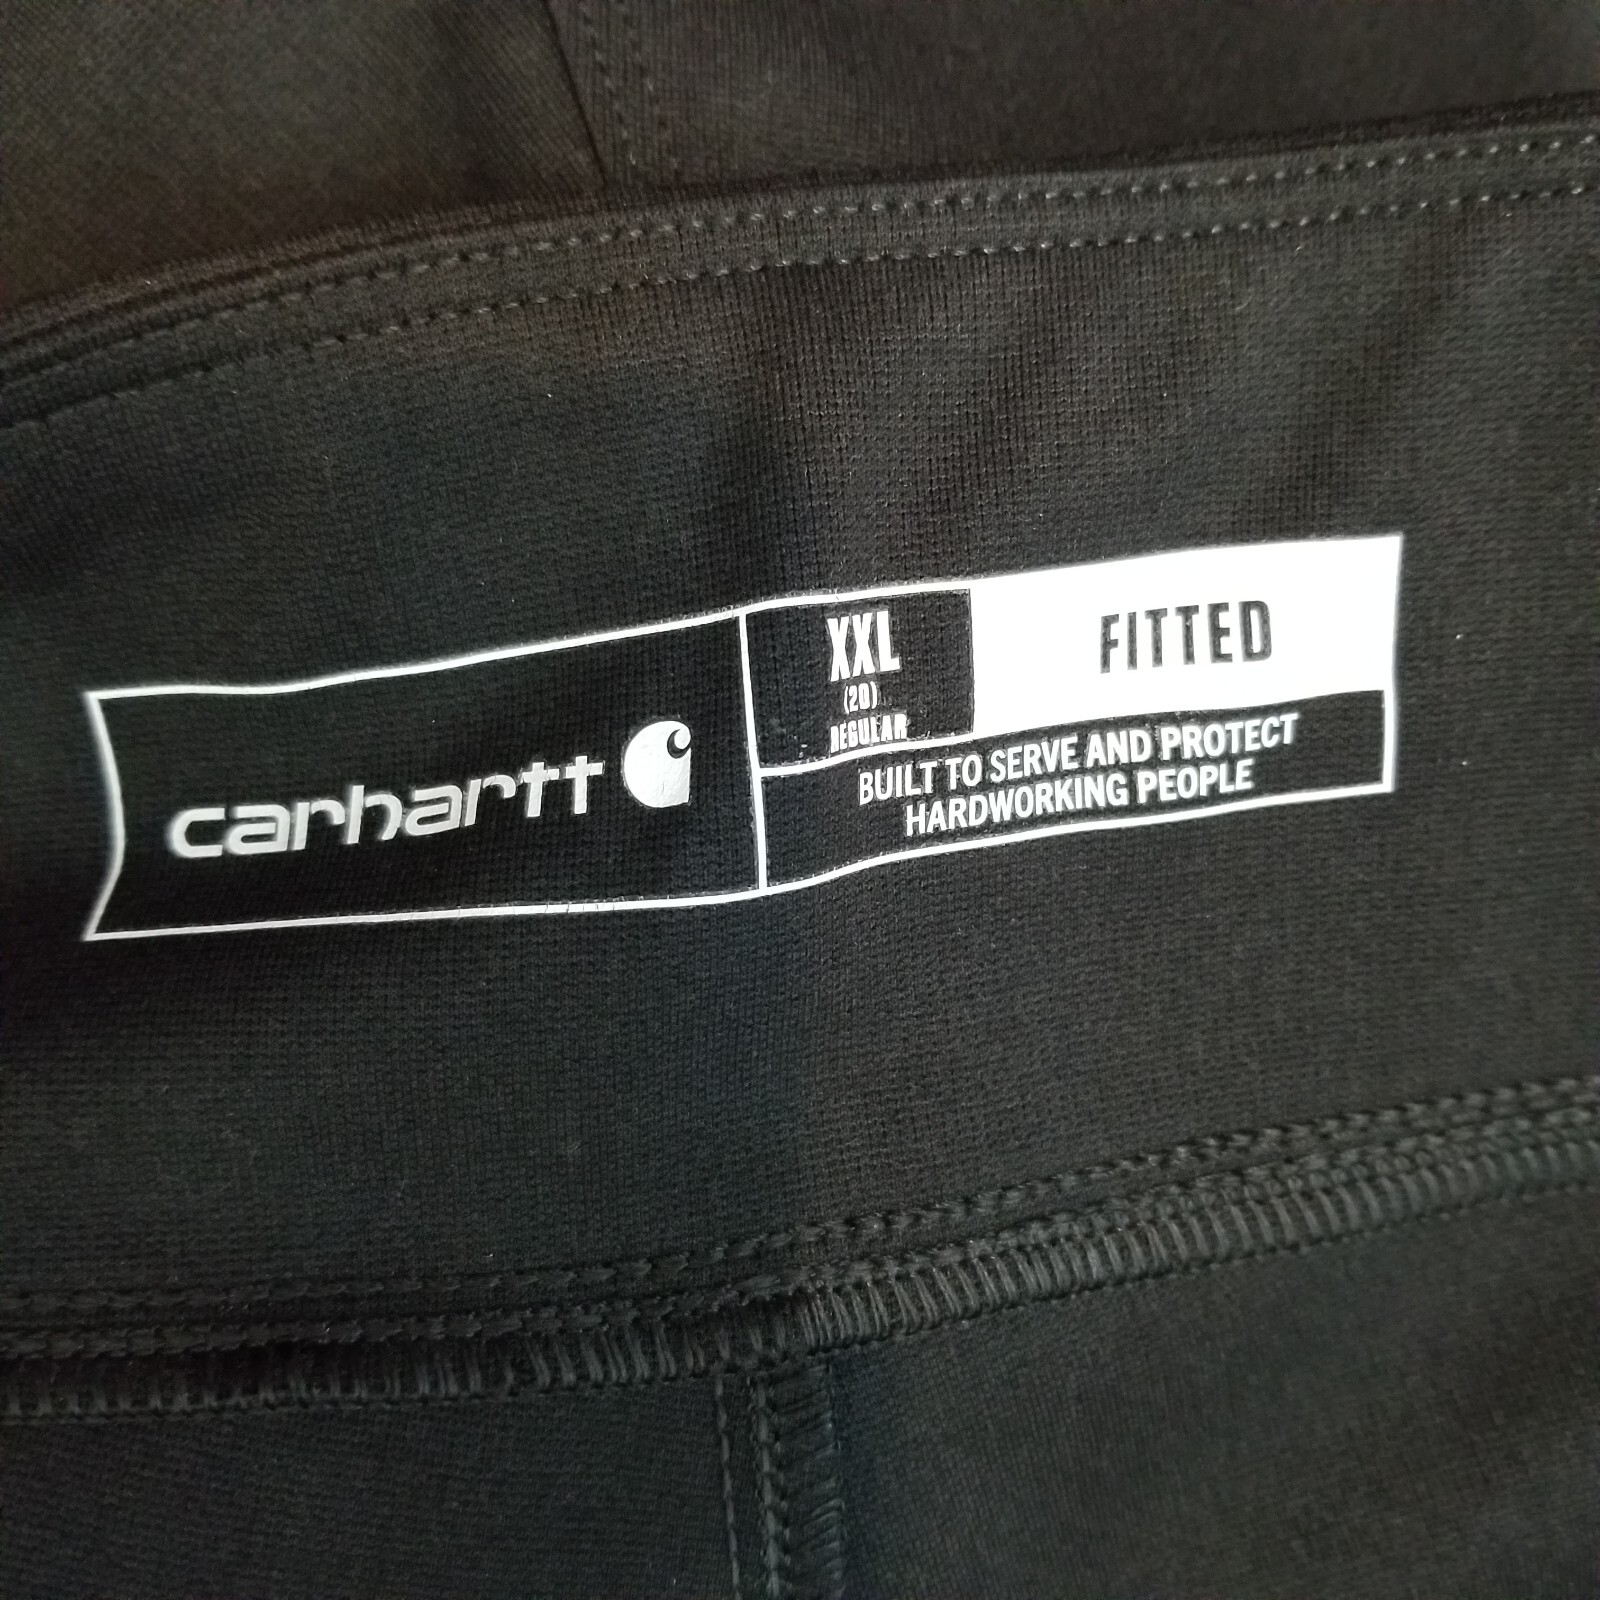 carhartt
XXL
(20)
REGULAR
FITTED
BUILT TO SERVE AND PROTECT
HARDWORKING PEOPLE